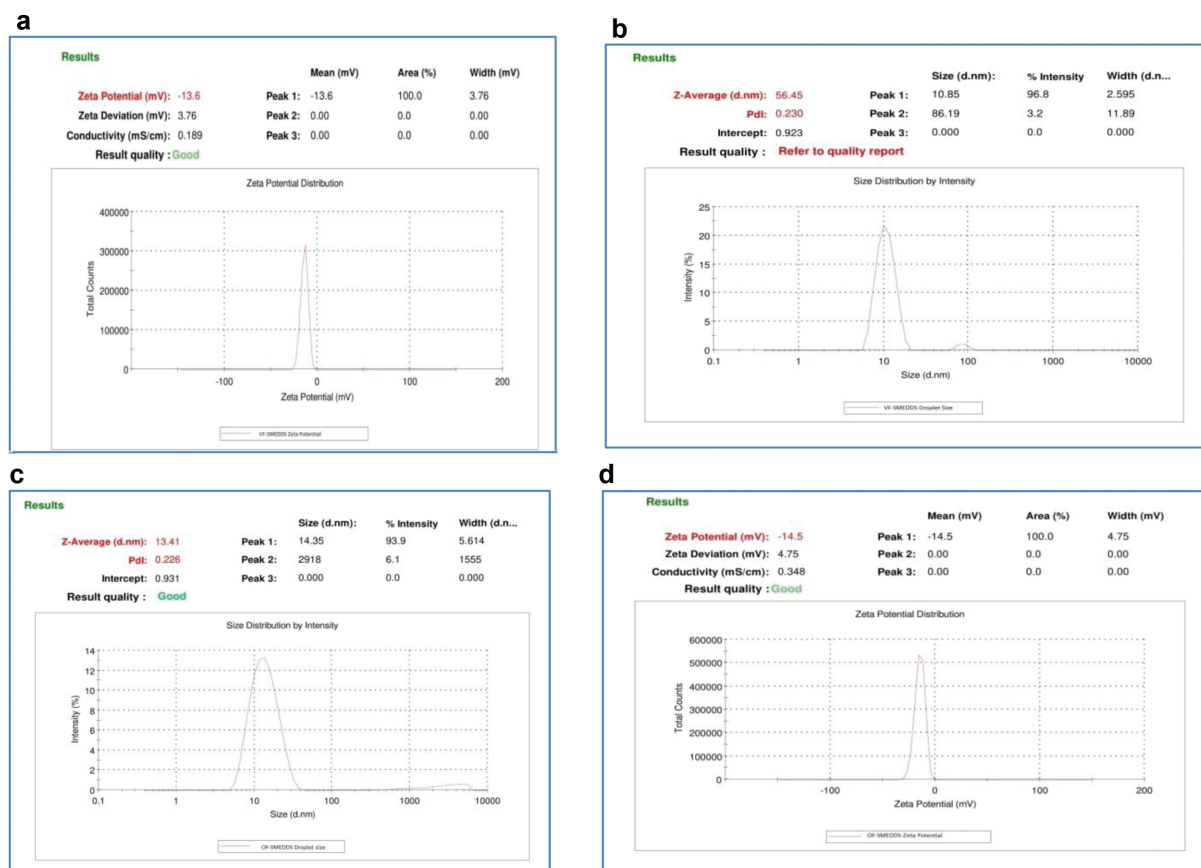 a
Results
Mean (mV) Area (%) Width (mV)
Zeta Potential (mV): -13.6 Peak 1: -13.6 100.0 3.76
Zeta Deviation (mV): 3.76 Peak 2: 0.00 0.0 0.00
Conductivity (mS/cm): 0.189 Peak 3: 0.00 0.0 0.00
Result quality : Good
Zeta Potential Distribution
Total Counts
400000
300000
200000
100000
0
-100 0 100 200
Zeta Potential (mV)
VF-SMEDDS Zeta Potential
b
Results
Size (d.nm): % Intensity Width (d.n...
Z-Average (d.nm): 56.45 Peak 1: 10.85 96.8 2.595
PdI: 0.230 Peak 2: 86.19 3.2 11.89
Intercept: 0.923 Peak 3: 0.000 0.0 0.000
Result quality : Refer to quality report
Size Distribution by Intensity
Intensity (%)
25
20
15
10
5
0
0.1 1 10 100 1000 10000
Size (d.nm)
VF-SMEDDS Droplet Size
c
Results
Size (d.nm): % Intensity Width (d.n...
Z-Average (d.nm): 13.41 Peak 1: 14.35 93.9 5.614
PdI: 0.226 Peak 2: 2918 6.1 1555
Intercept: 0.931 Peak 3: 0.000 0.0 0.000
Result quality : Good
Size Distribution by Intensity
Intensity (%)
14
12
10
8
6
4
2
0
0.1 1 10 100 1000 10000
Size (d.nm)
OF-SMEDDS Droplet size
d
Results
Mean (mV) Area (%) Width (mV)
Zeta Potential (mV): -14.5 Peak 1: -14.5 100.0 4.75
Zeta Deviation (mV): 4.75 Peak 2: 0.00 0.0 0.00
Conductivity (mS/cm): 0.348 Peak 3: 0.00 0.0 0.00
Result quality : Good
Zeta Potential Distribution
Total Counts
600000
500000
400000
300000
200000
100000
0
-100 0 100 200
Zeta Potential (mV)
OF-SMEDDS-Zeta Potential